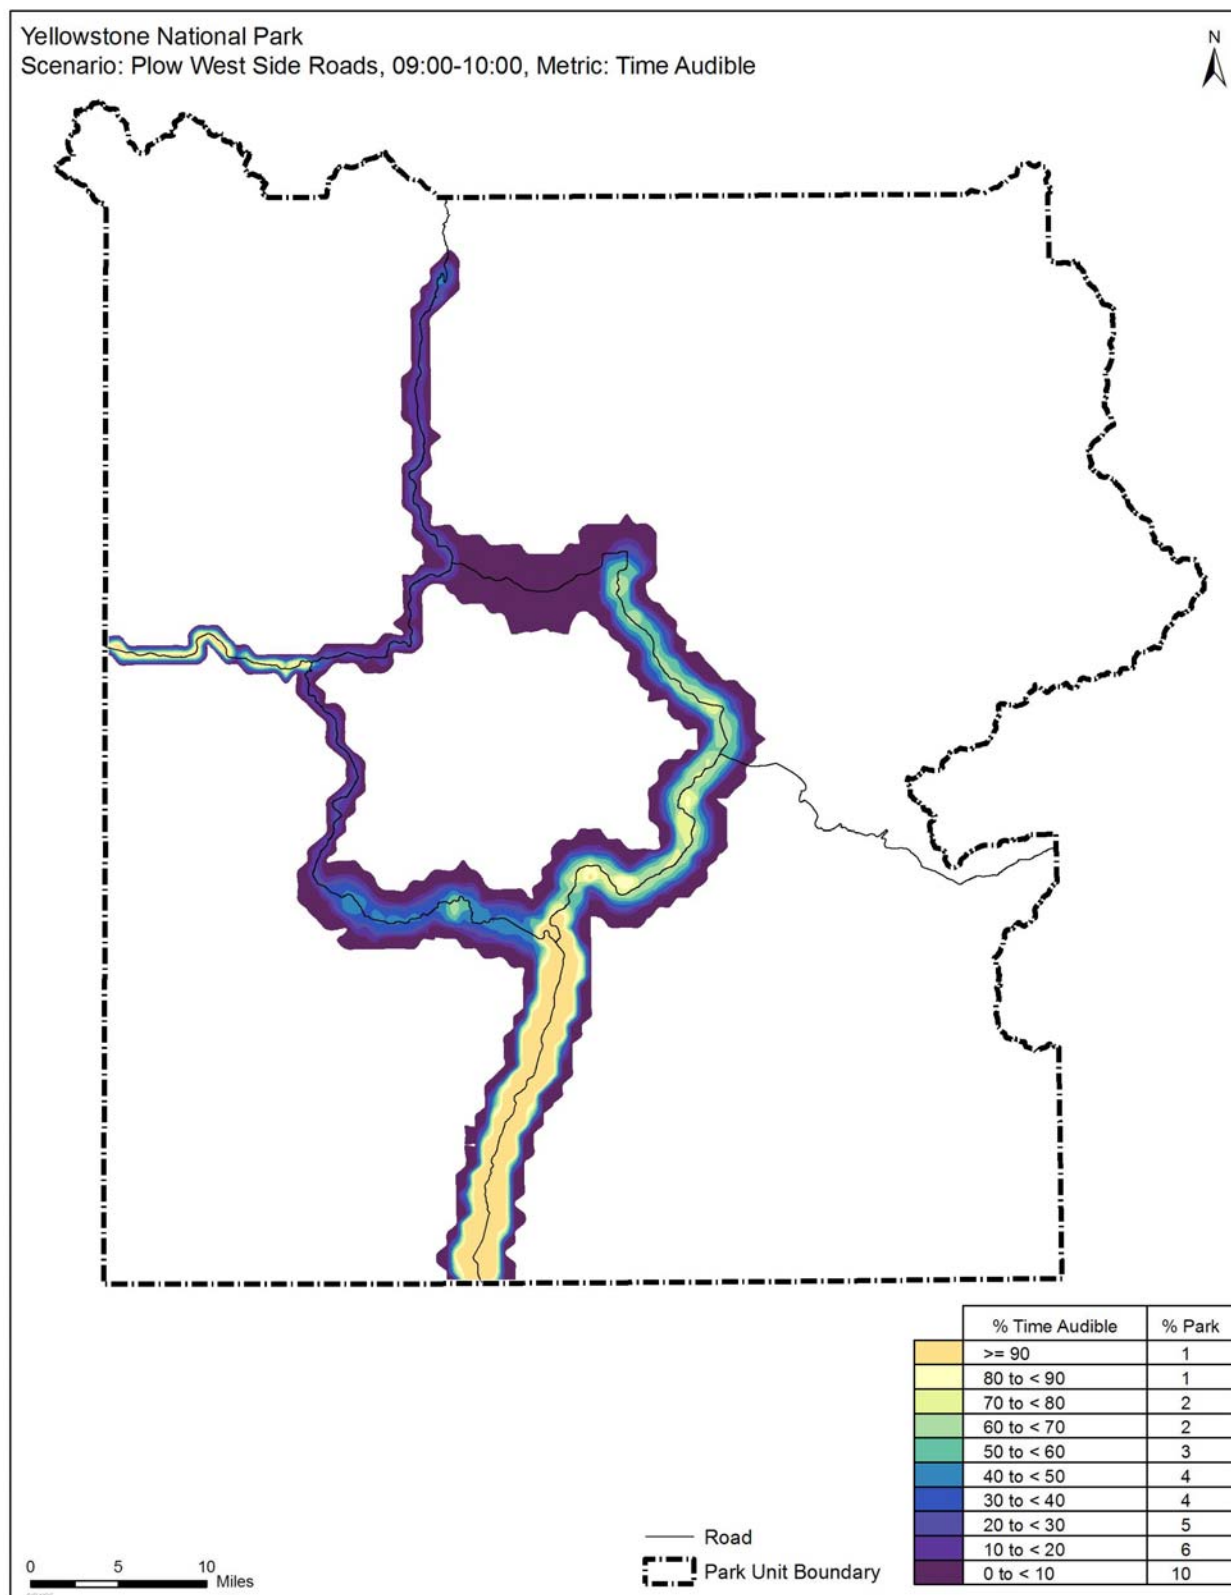 Yellowstone National Park
Scenario: Plow West Side Roads, 09:00-10:00, Metric: Time Audible
N
% Time Audible % Park
>= 90 1
80 to < 90 1
70 to < 80 2
60 to < 70 2
50 to < 60 3
40 to < 50 4
30 to < 40 4
20 to < 30 5
10 to < 20 6
0 to < 10 10
Road
Park Unit Boundary
0 5 10
Miles